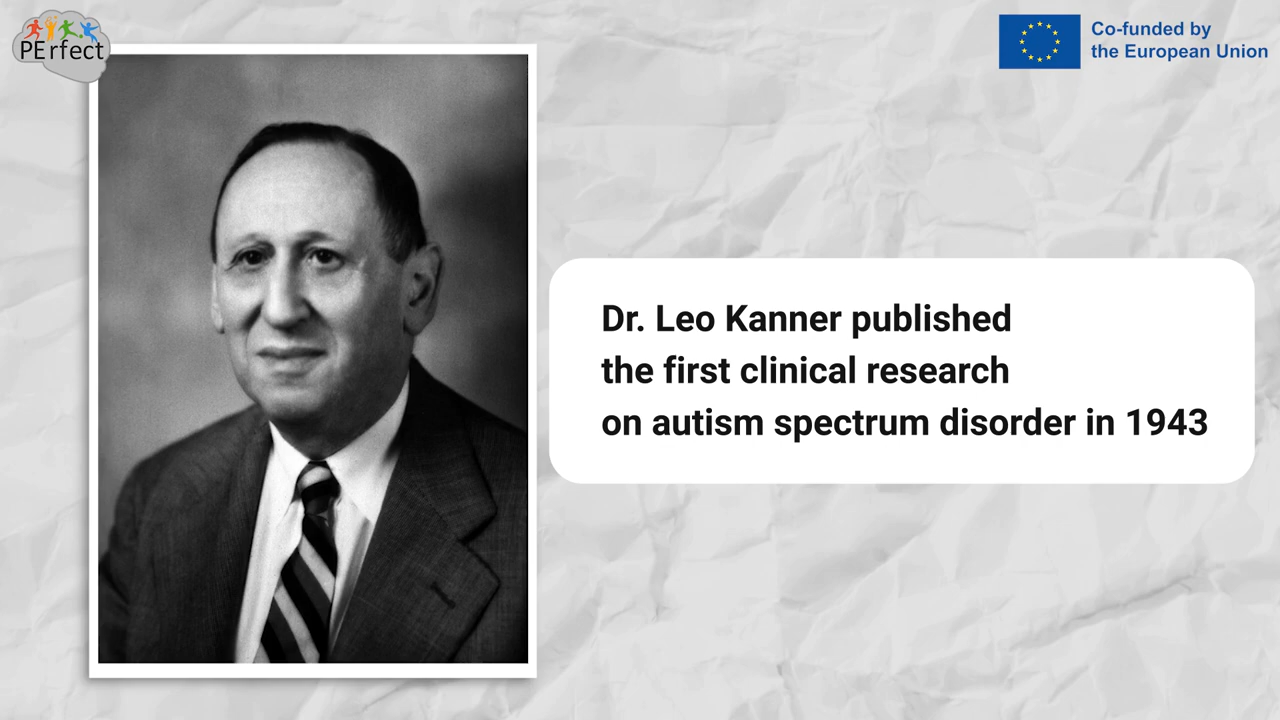 PErfect
Co-funded by
the European Union
Dr. Leo Kanner published
the first clinical research
on autism spectrum disorder in 1943